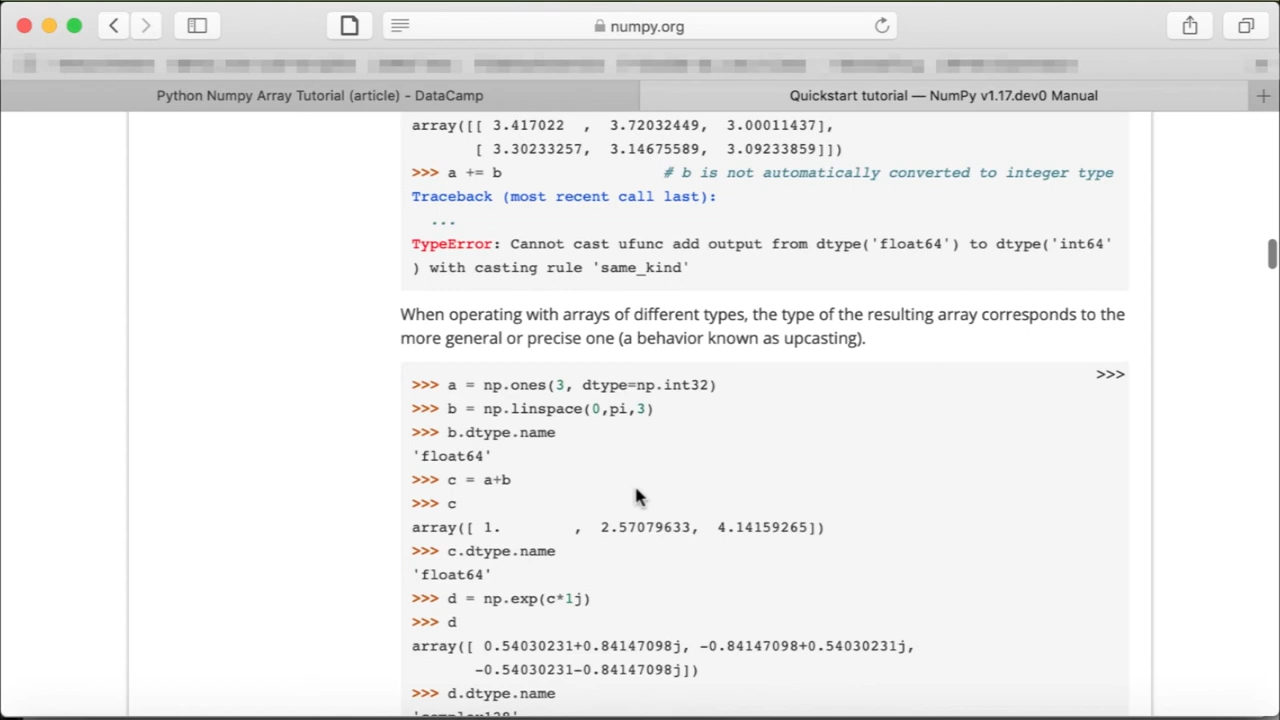 numpy.org
Python Numpy Array Tutorial (article) - DataCamp
Quickstart tutorial — NumPy v1.17.dev0 Manual
array([[ 3.417022  ,  3.72032449,  3.00011437],
[ 3.30233257,  3.14675589,  3.09233859]])
>>> a += b                  # b is not automatically converted to integer type
Traceback (most recent call last):
...
TypeError: Cannot cast ufunc add output from dtype('float64') to dtype('int64'
) with casting rule 'same_kind'
When operating with arrays of different types, the type of the resulting array corresponds to the
more general or precise one (a behavior known as upcasting).
>>>
>>> a = np.ones(3, dtype=np.int32)
>>> b = np.linspace(0,pi,3)
>>> b.dtype.name
'float64'
>>> c = a+b
>>> c
array([ 1.        ,  2.57079633,  4.14159265])
>>> c.dtype.name
'float64'
>>> d = np.exp(c*1j)
>>> d
array([ 0.54030231+0.84147098j, -0.84147098+0.54030231j,
-0.54030231-0.84147098j])
>>> d.dtype.name